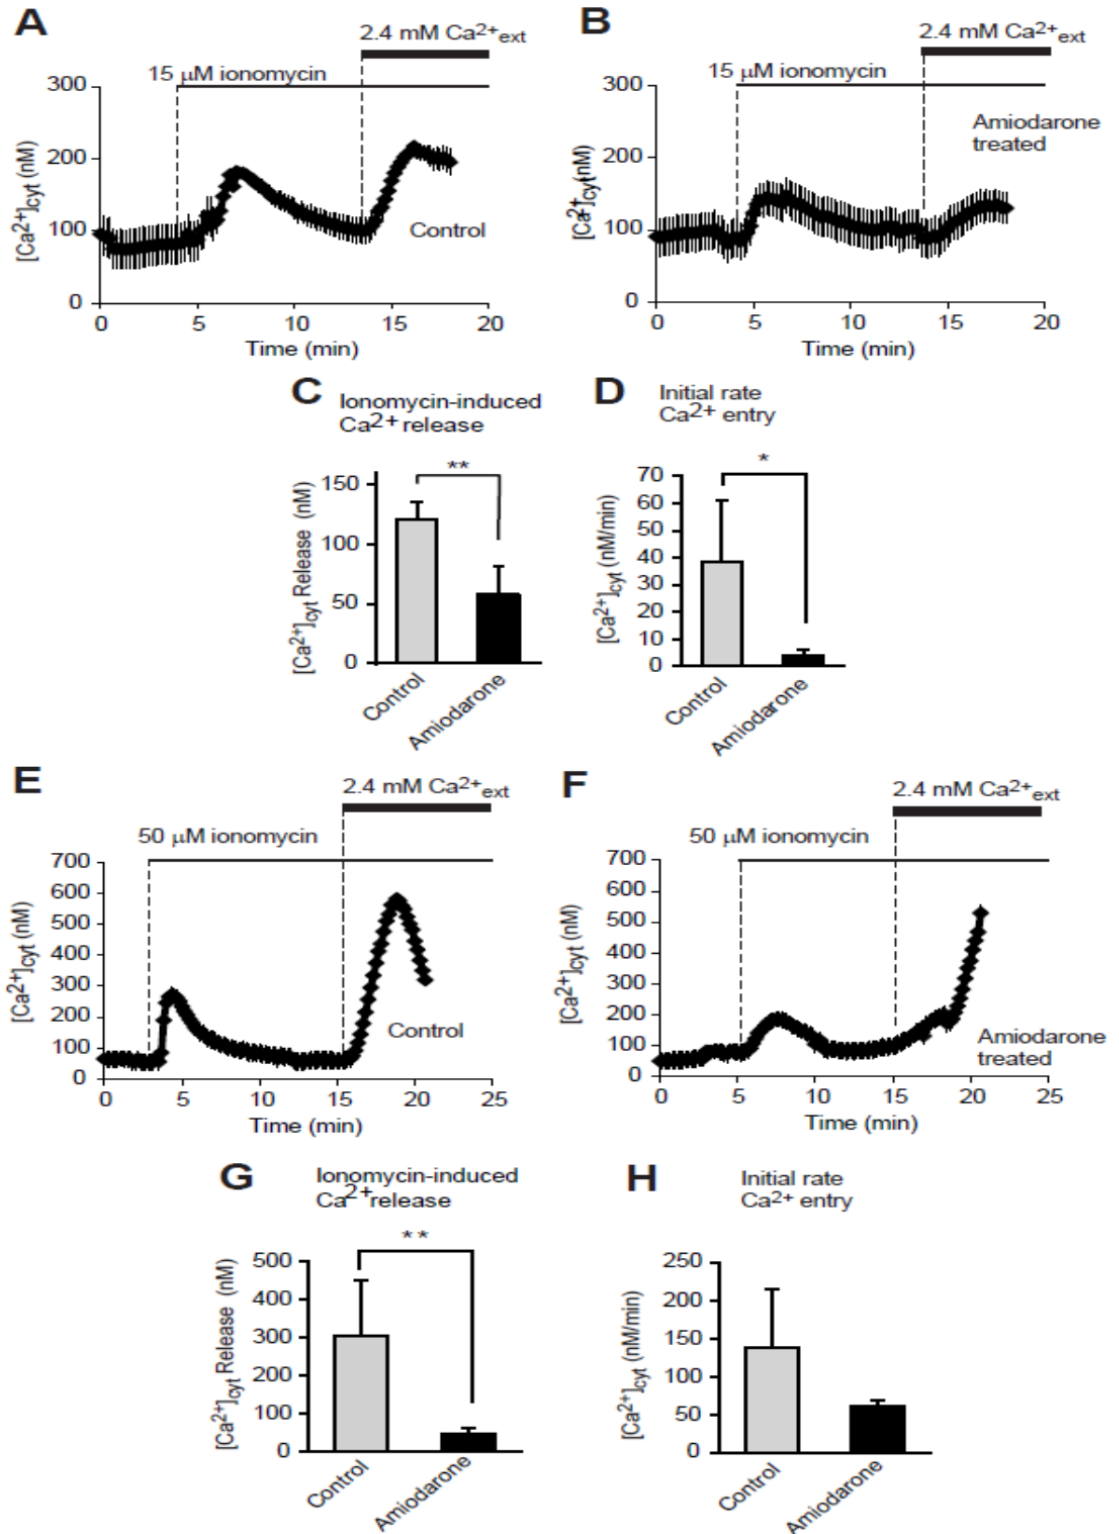 A
2.4 mM Ca2+ext
15 µM ionomycin
300
200
100
0
[Ca2+]cyt (nM)
Control
0 5 10 15 20
Time (min)
B
2.4 mM Ca2+ext
15 µM ionomycin
Amiodarone
treated
300
200
100
0
[Ca2+]cyt(nM)
0 5 10 15 20
Time (min)
C
Ionomycin-induced
Ca2+ release
**
150
100
50
0
[Ca2+]cyt Release (nM)
Control
Amiodarone
D
Initial rate
Ca2+ entry
*
70
60
50
40
30
20
10
0
[Ca2+]cyt (nM/min)
Control
Amiodarone
E
2.4 mM Ca2+ext
50 µM ionomycin
700
600
500
400
300
200
100
0
[Ca2+]cyt (nM)
Control
0 5 10 15 20 25
Time (min)
F
2.4 mM Ca2+ext
50 µM ionomycin
700
600
500
400
300
200
100
0
[Ca2+]cyt (nM)
Amiodarone
treated
0 5 10 15 20 25
Time (min)
G
Ionomycin-induced
Ca2+release
**
500
400
300
200
100
0
[Ca2+]cyt Release (nM)
Control
Amiodarone
H
Initial rate
Ca2+ entry
250
200
150
100
50
0
[Ca2+]cyt (nM/min)
Control
Amiodarone